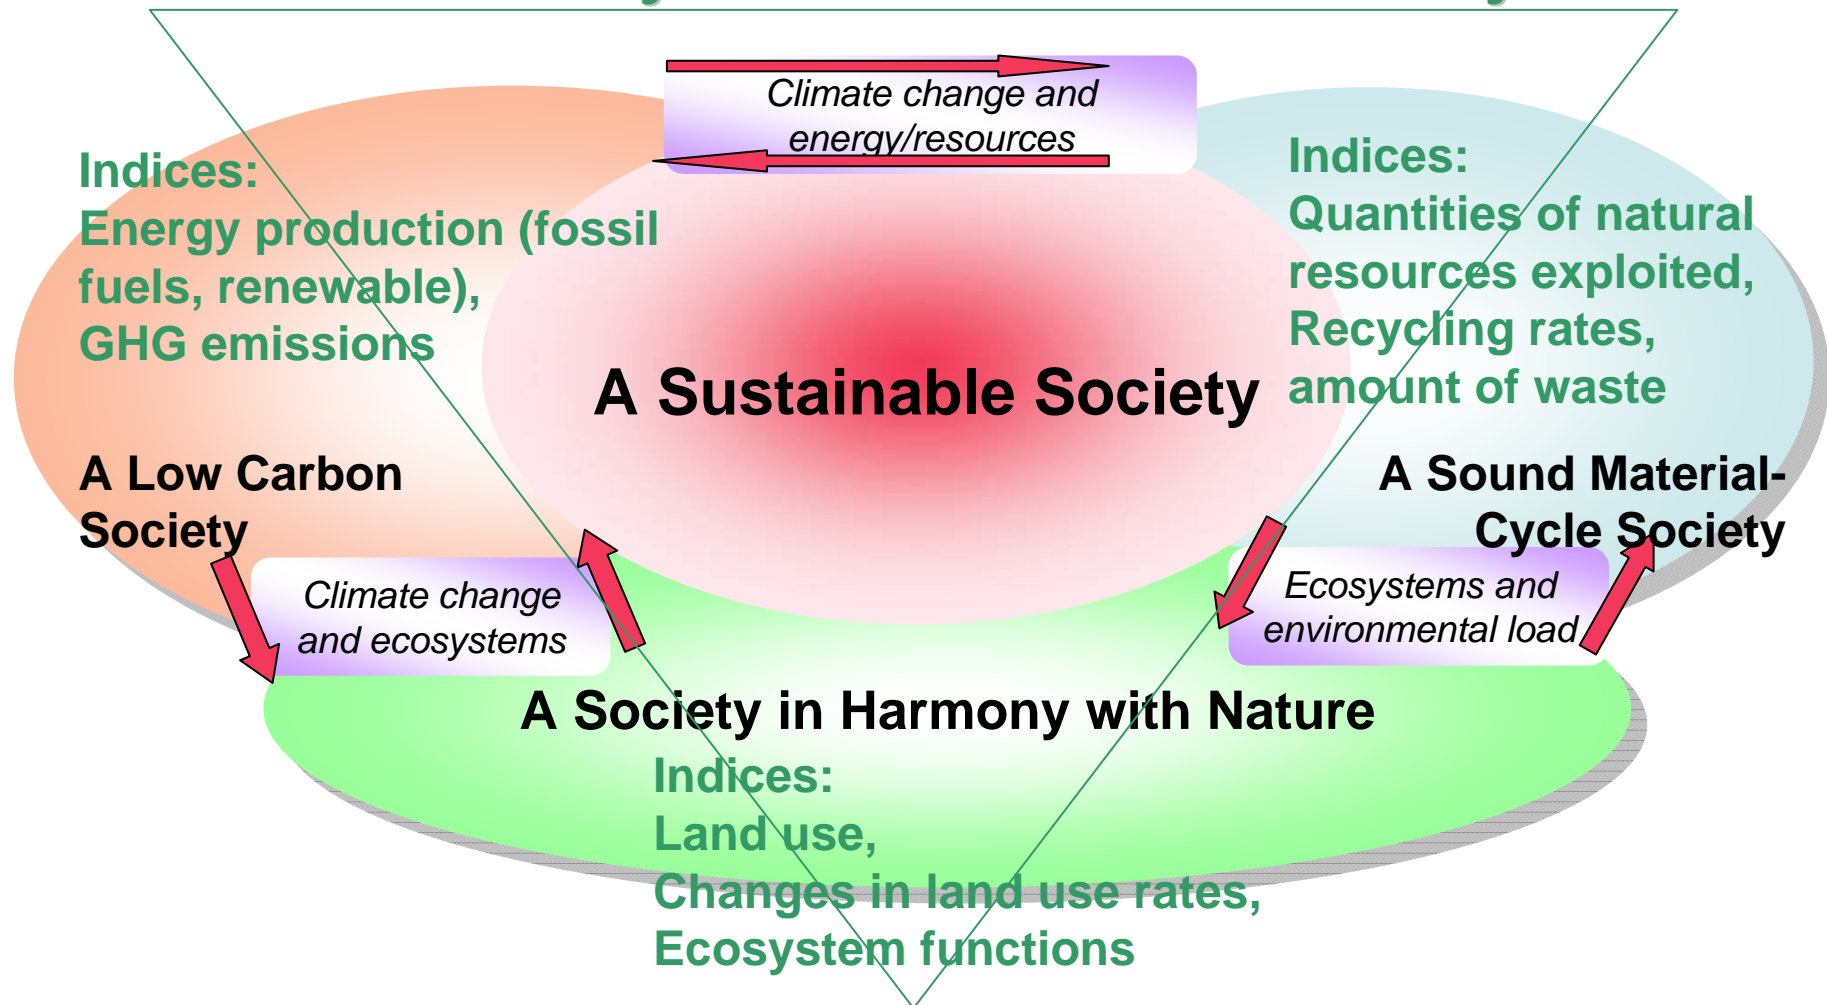 Climate change and
energy/resources
Indices:
Energy production (fossil
fuels, renewable),
GHG emissions
Indices:
Quantities of natural
resources exploited,
Recycling rates,
amount of waste
A Sustainable Society
A Low Carbon
Society
A Sound Material-
Cycle Society
Climate change
and ecosystems
Ecosystems and
environmental load
A Society in Harmony with Nature
Indices:
Land use,
Changes in land use rates,
Ecosystem functions